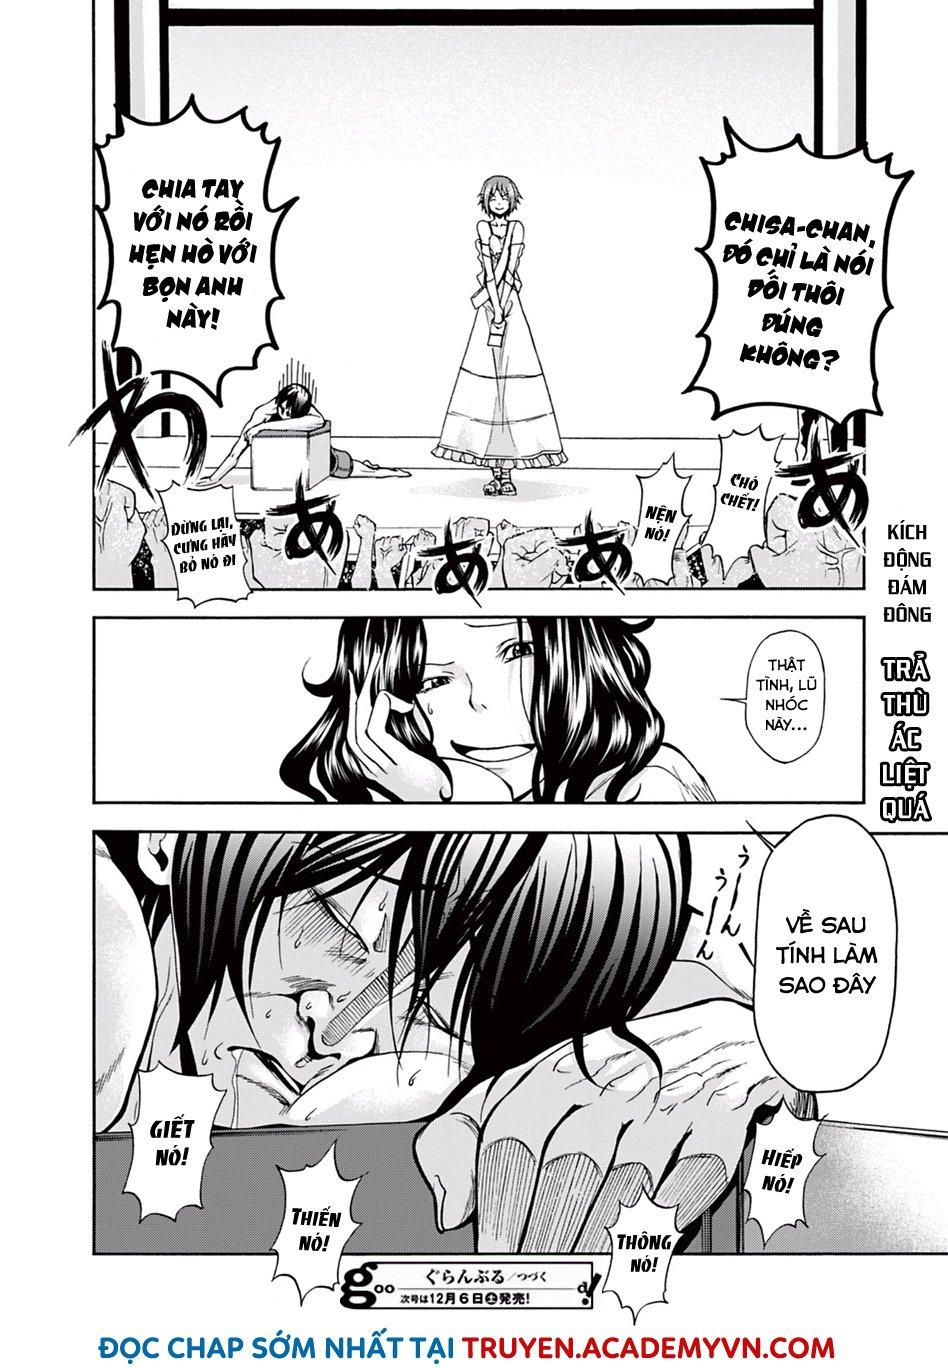 CHISA-CHAN,
ĐÓ CHỈ LÀ NÓI
DỐI THÔI
ĐÚNG
KHÔNG?
CHIA TAY
VỚI NÓ RỒI
HẸN HÒ VỚI
BỌN ANH
NÀY!
わ
あ
あ
あ
あ
CHÓ
CHẾT!
NỆN
NÓ!
DỪNG LẠI,
CƯNG HÃY
BỎ NÓ ĐI
KÍCH
ĐỘNG
ĐÁM
ĐÔNG
TRẢ
THÙ
ÁC
LIỆT
QUÁ
THẬT
TÌNH, LŨ
NHÓC
NÀY...
VỀ SAU
TÍNH LÀM
SAO ĐÂY
うーん
うーん
GIẾT
NÓ!
THIẾN
NÓ!
THÔNG
NÓ!
HIẾP
NÓ!
good!
ぐらんぶる／つづく
次号は12月6日㊏発売!
ĐỌC CHAP SỚM NHẤT TẠI TRUYEN.ACADEMYVN.COM